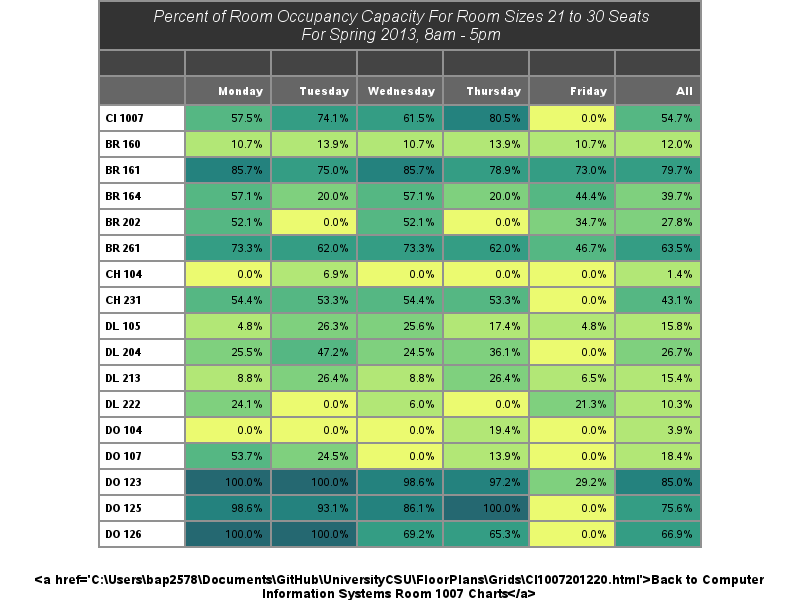 Percent of Room Occupancy Capacity For Room Sizes 21 to 30 Seats
For Spring 2013, 8am - 5pm
Monday Tuesday Wednesday Thursday Friday All
CI 1007 57.5% 74.1% 61.5% 80.5% 0.0% 54.7%
BR 160 10.7% 13.9% 10.7% 13.9% 10.7% 12.0%
BR 161 85.7% 75.0% 85.7% 78.9% 73.0% 79.7%
BR 164 57.1% 20.0% 57.1% 20.0% 44.4% 39.7%
BR 202 52.1% 0.0% 52.1% 0.0% 34.7% 27.8%
BR 261 73.3% 62.0% 73.3% 62.0% 46.7% 63.5%
CH 104 0.0% 6.9% 0.0% 0.0% 0.0% 1.4%
CH 231 54.4% 53.3% 54.4% 53.3% 0.0% 43.1%
DL 105 4.8% 26.3% 25.6% 17.4% 4.8% 15.8%
DL 204 25.5% 47.2% 24.5% 36.1% 0.0% 26.7%
DL 213 8.8% 26.4% 8.8% 26.4% 6.5% 15.4%
DL 222 24.1% 0.0% 6.0% 0.0% 21.3% 10.3%
DO 104 0.0% 0.0% 0.0% 19.4% 0.0% 3.9%
DO 107 53.7% 24.5% 0.0% 13.9% 0.0% 18.4%
DO 123 100.0% 100.0% 98.6% 97.2% 29.2% 85.0%
DO 125 98.6% 93.1% 86.1% 100.0% 0.0% 75.6%
DO 126 100.0% 100.0% 69.2% 65.3% 0.0% 66.9%
<a href='C:\Users\bap2578\Documents\GitHub\UniversityCSU\FloorPlans\Grids\CI1007201220.html'>Back to Computer
Information Systems Room 1007 Charts</a>